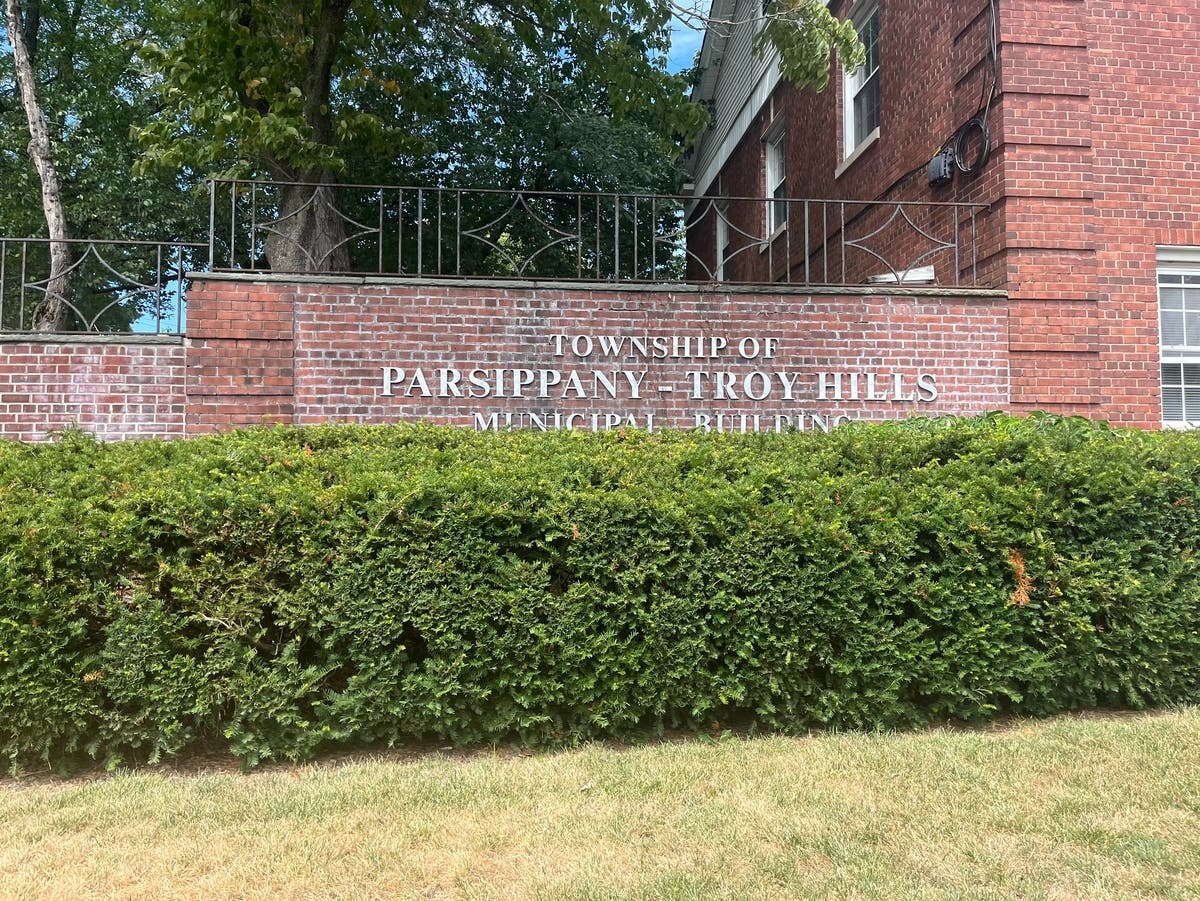 TOWNSHIP OF
PARSIPPANY - TROY HILLS
MUNICIPAL BUILDING